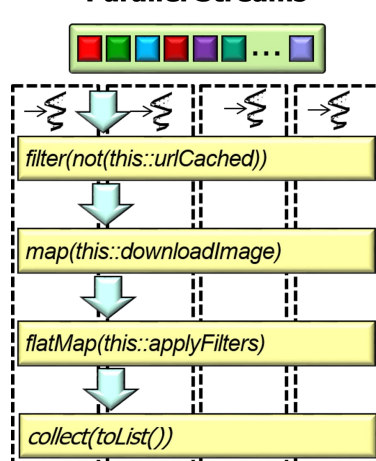 Parallel Streams
...
filter(not(this::urlCached))
map(this::downloadImage)
flatMap(this::applyFilters)
collect(toList())